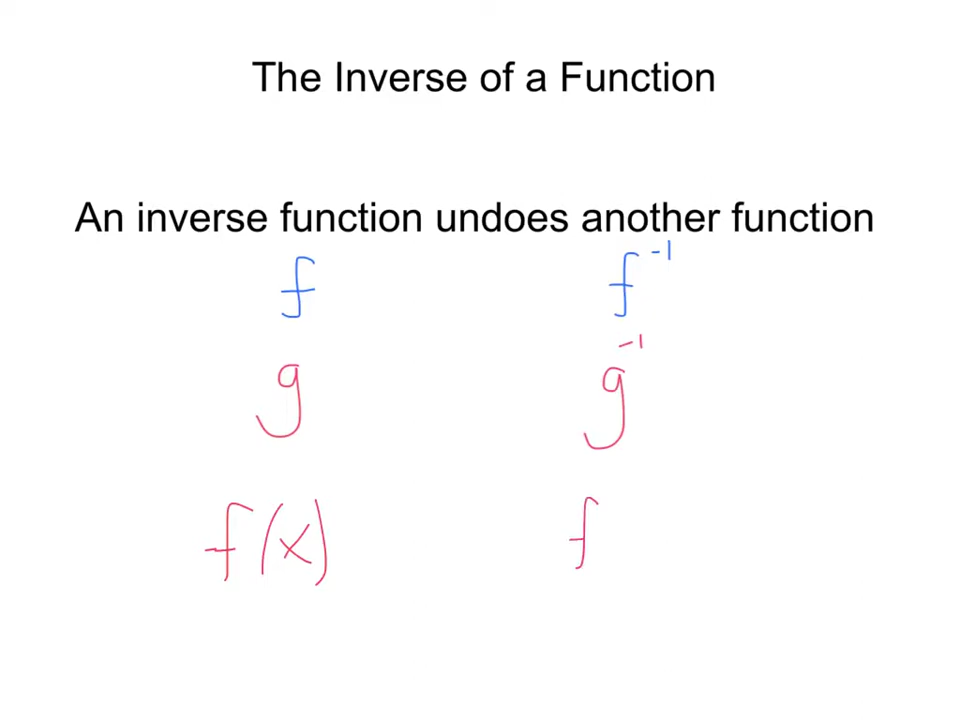 The Inverse of a Function
An inverse function undoes another function
f f⁻¹
g g⁻¹
f(x) f